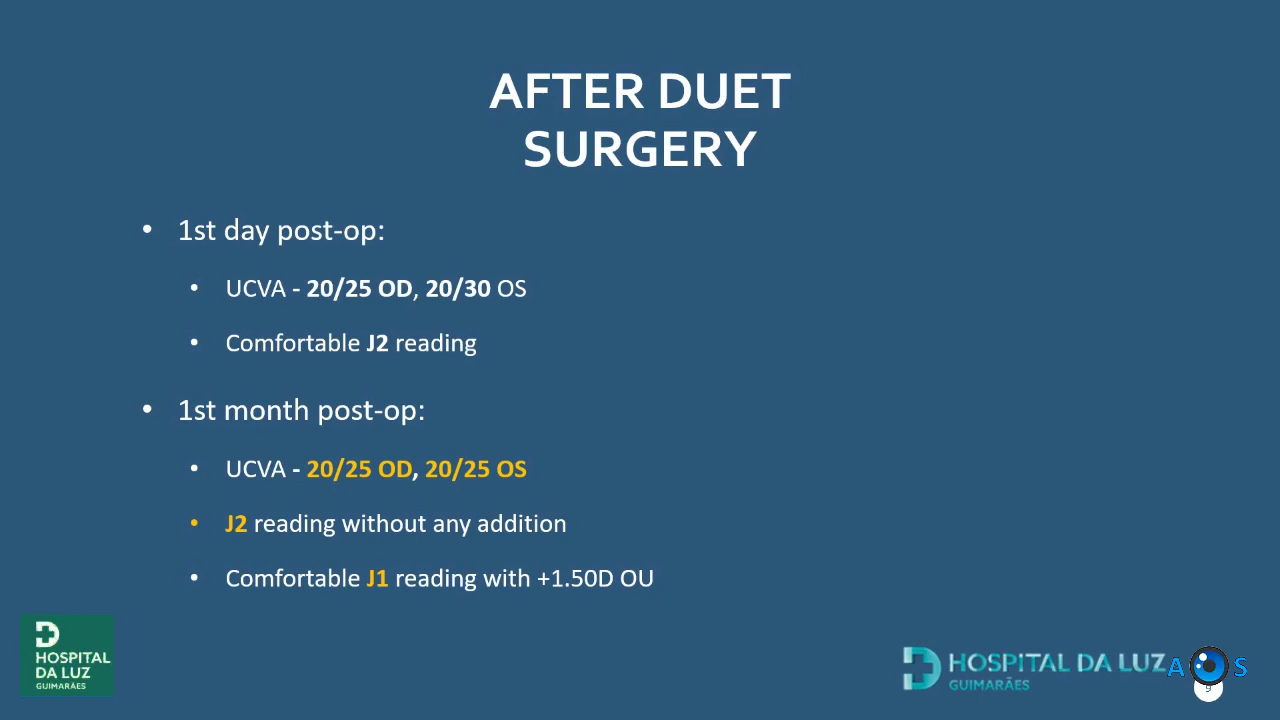 AFTER DUET
SURGERY
• 1st day post-op:
• UCVA - 20/25 OD, 20/30 OS
• Comfortable J2 reading
• 1st month post-op:
• UCVA - 20/25 OD, 20/25 OS
• J2 reading without any addition
• Comfortable J1 reading with +1.50D OU
HOSPITAL
DA LUZ
GUIMARÃES
HOSPITAL DA LUZ
GUIMARÃES
A S
9